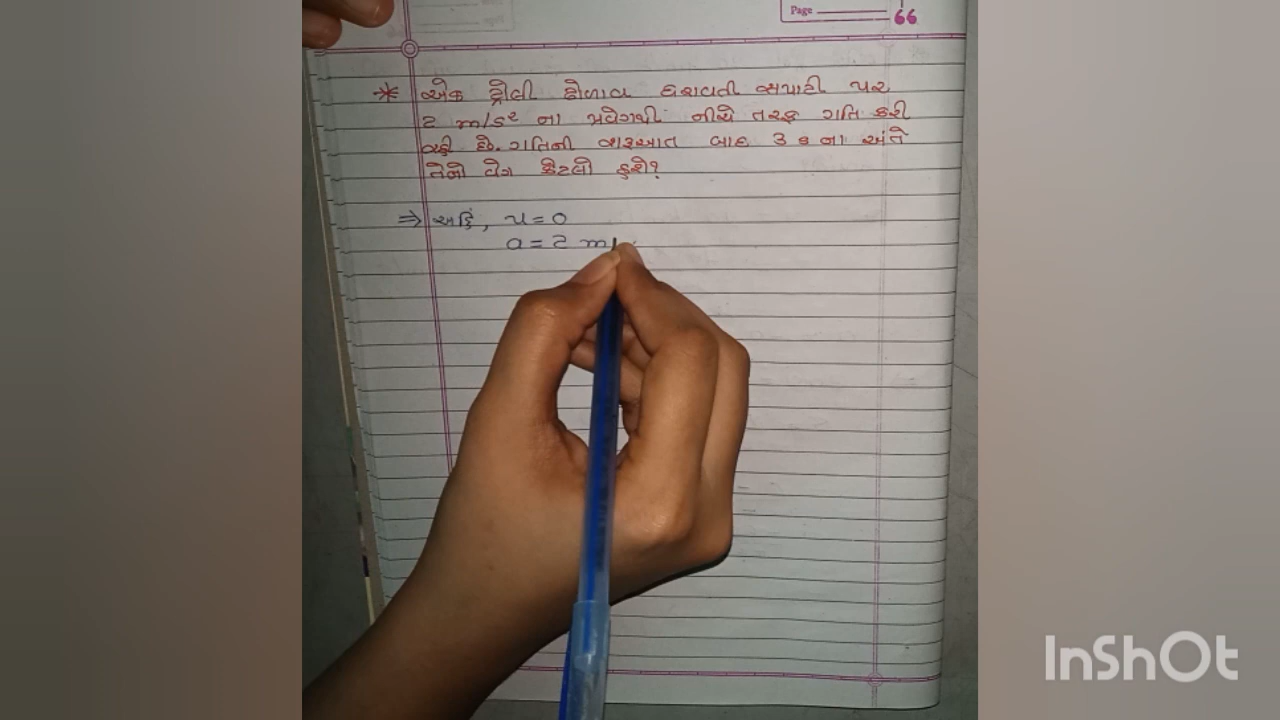 Page 66
* એક ટ્રોલી ઢોળાવ ધરાવતી સપાટી પર
2 m/s² ના પ્રવેગથી નીચે તરફ ગતિ કરી
રહી છે. ગતિની શરૂઆત બાદ 3 s ના અંતે
તેનો વેગ કેટલો હશે?
⇒ અહિં, u = 0
a = 2 m/
InShOt